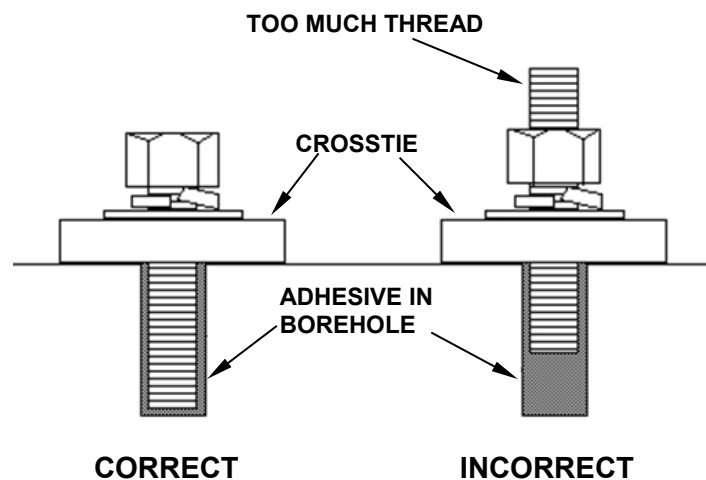 TOO MUCH THREAD
CROSSTIE
ADHESIVE IN
BOREHOLE
CORRECT
INCORRECT